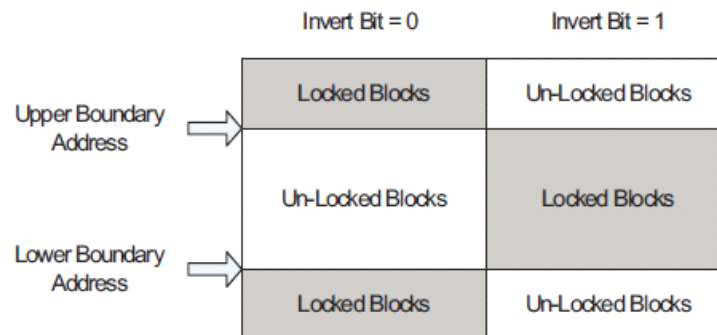 Invert Bit = 0 Invert Bit = 1
Locked Blocks Un-Locked Blocks
Upper Boundary
Address
Un-Locked Blocks Locked Blocks
Lower Boundary
Address
Locked Blocks Un-Locked Blocks